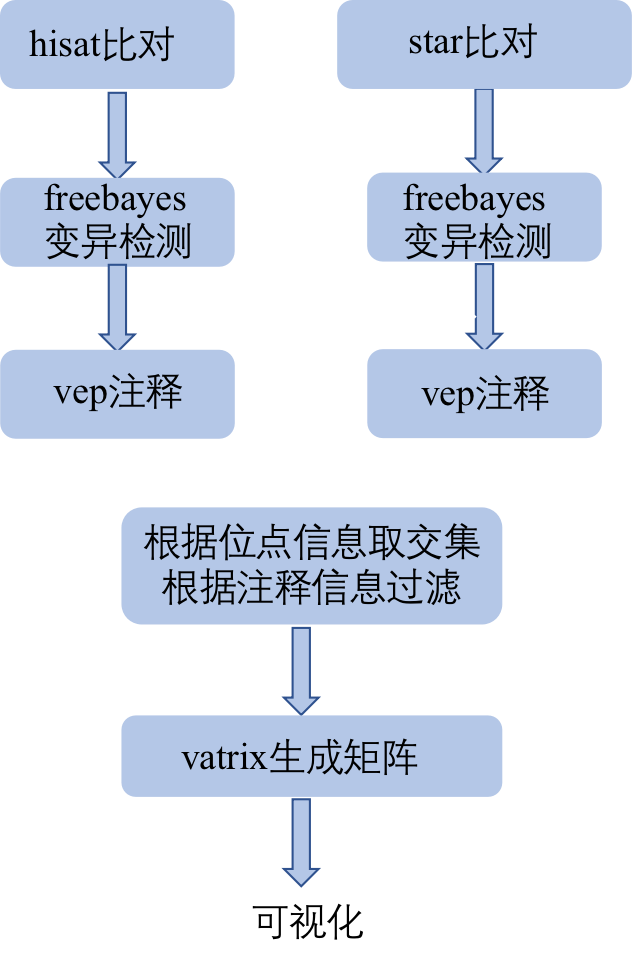 hisat比对
star比对
freebayes
变异检测
freebayes
变异检测
vep注释
vep注释
根据位点信息取交集
根据注释信息过滤
vatrix生成矩阵
可视化